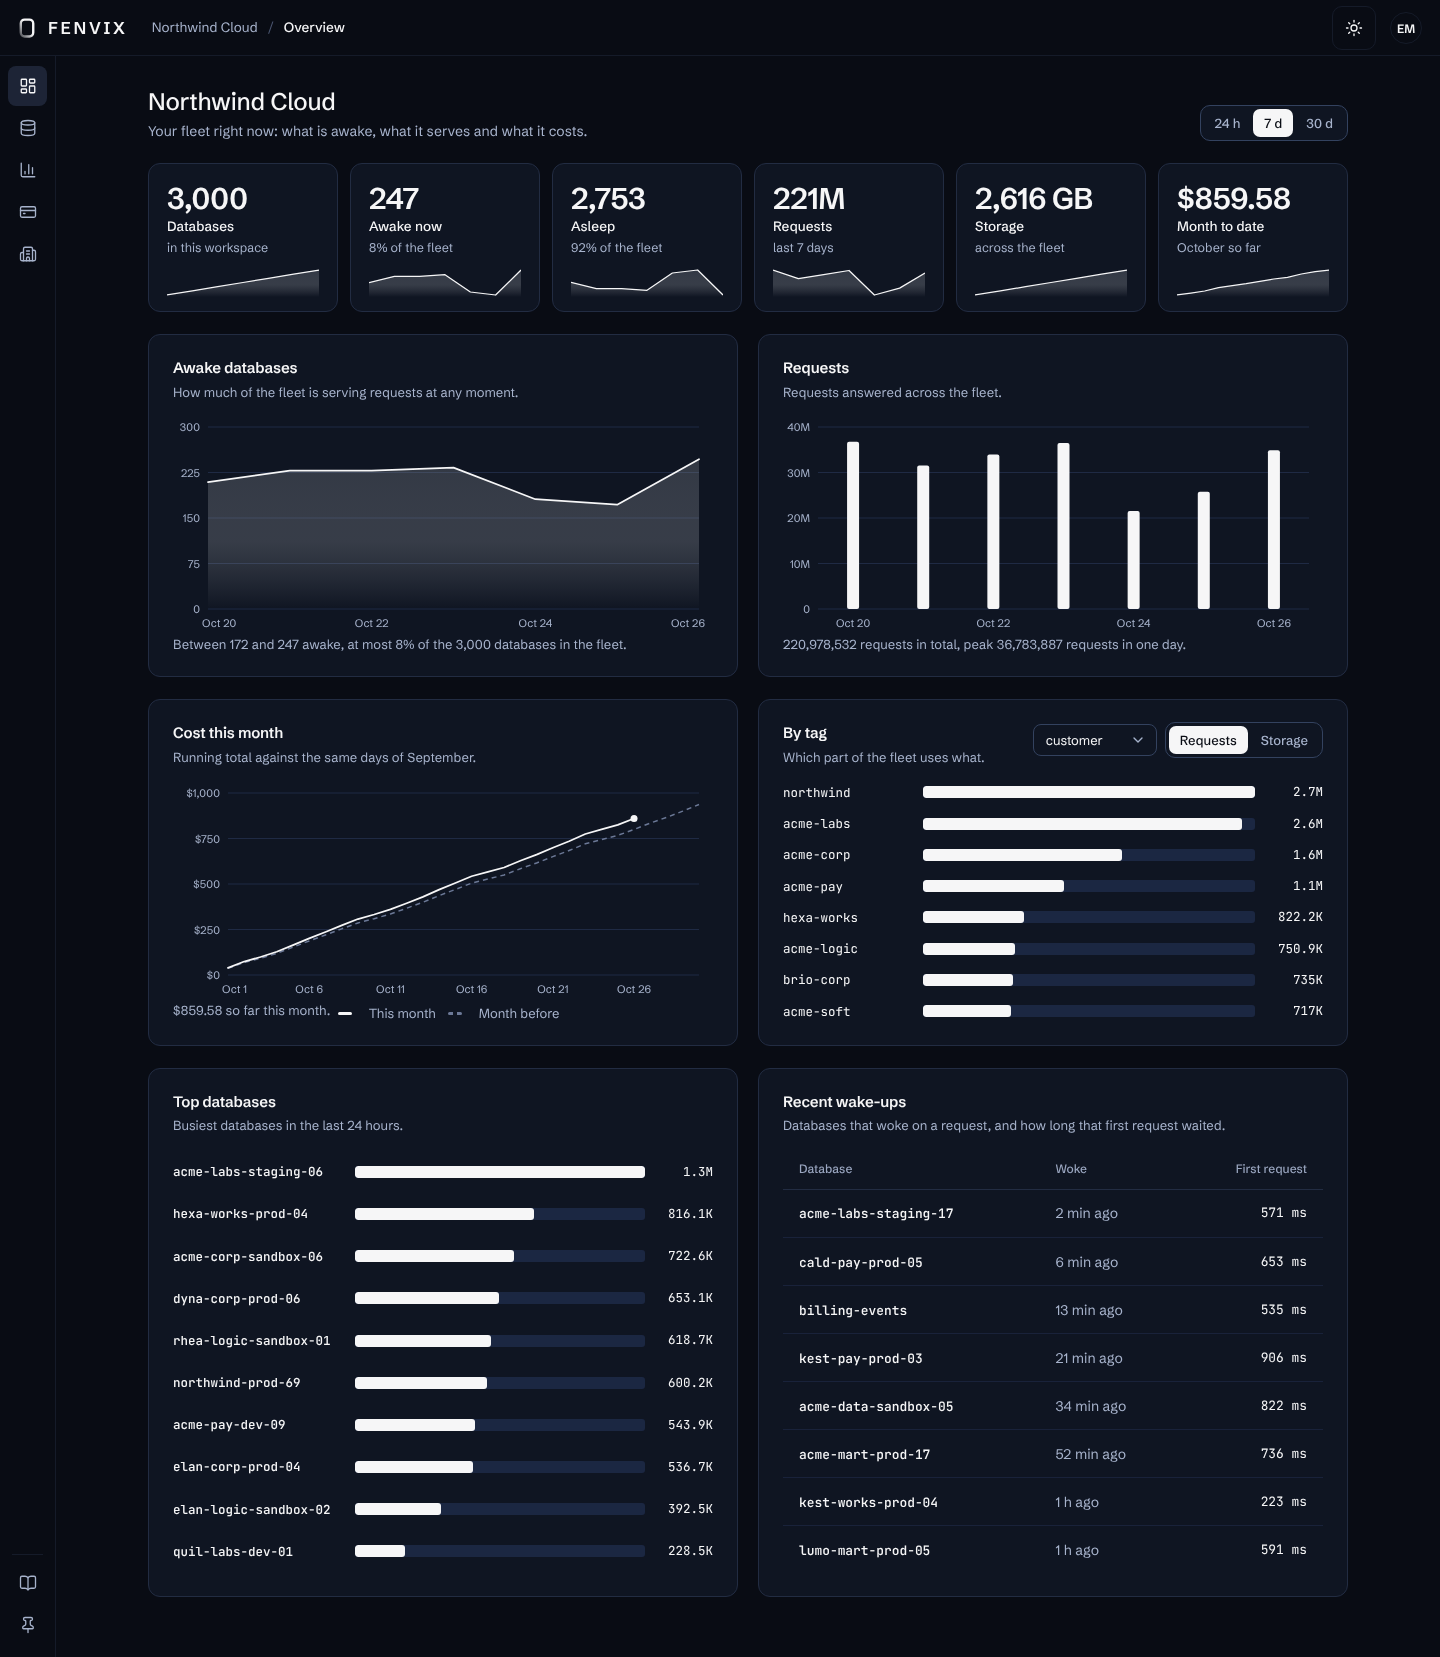 FENVIX
Northwind Cloud / Overview
EM
Northwind Cloud
Your fleet right now: what is awake, what it serves and what it costs.
24 h 7 d 30 d
3,000
Databases
in this workspace
247
Awake now
8% of the fleet
2,753
Asleep
92% of the fleet
221M
Requests
last 7 days
2,616 GB
Storage
across the fleet
$859.58
Month to date
October so far
Awake databases
How much of the fleet is serving requests at any moment.
300
225
150
75
0
Oct 20 Oct 22 Oct 24 Oct 26
Between 172 and 247 awake, at most 8% of the 3,000 databases in the fleet.
Requests
Requests answered across the fleet.
40M
30M
20M
10M
0
Oct 20 Oct 22 Oct 24 Oct 26
220,978,532 requests in total, peak 36,783,887 requests in one day.
Cost this month
Running total against the same days of September.
$1,000
$750
$500
$250
$0
Oct 1 Oct 6 Oct 11 Oct 16 Oct 21 Oct 26
$859.58 so far this month. This month Month before
By tag
Which part of the fleet uses what.
customer
Requests Storage
northwind 2.7M
acme-labs 2.6M
acme-corp 1.6M
acme-pay 1.1M
hexa-works 822.2K
acme-logic 750.9K
brio-corp 735K
acme-soft 717K
Top databases
Busiest databases in the last 24 hours.
acme-labs-staging-06 1.3M
hexa-works-prod-04 816.1K
acme-corp-sandbox-06 722.6K
dyna-corp-prod-06 653.1K
rhea-logic-sandbox-01 618.7K
northwind-prod-69 600.2K
acme-pay-dev-09 543.9K
elan-corp-prod-04 536.7K
elan-logic-sandbox-02 392.5K
quil-labs-dev-01 228.5K
Recent wake-ups
Databases that woke on a request, and how long that first request waited.
Database Woke First request
acme-labs-staging-17 2 min ago 571 ms
cald-pay-prod-05 6 min ago 653 ms
billing-events 13 min ago 535 ms
kest-pay-prod-03 21 min ago 906 ms
acme-data-sandbox-05 34 min ago 822 ms
acme-mart-prod-17 52 min ago 736 ms
kest-works-prod-04 1 h ago 223 ms
lumo-mart-prod-05 1 h ago 591 ms